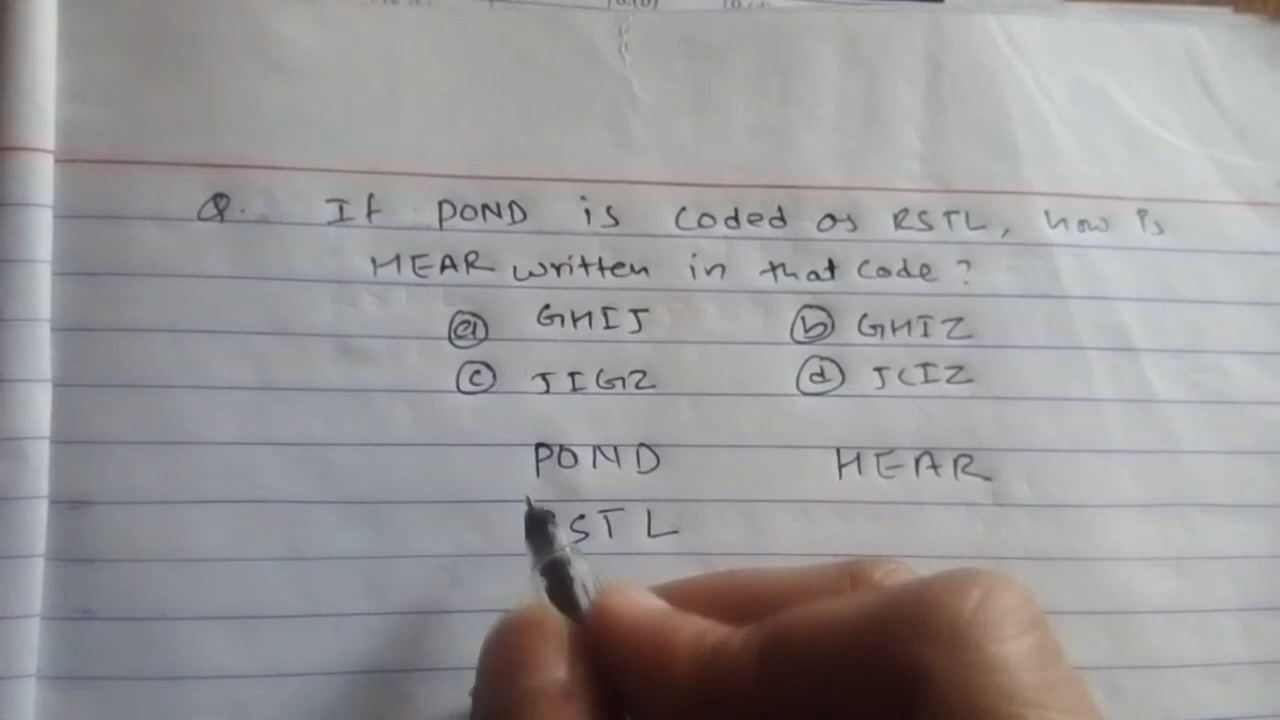 Q. If POND is coded as RSTL, how is
HEAR written in that code?
(a) GHIJ (b) GHIZ
(c) JIGZ (d) JCIZ
POND HEAR
STL